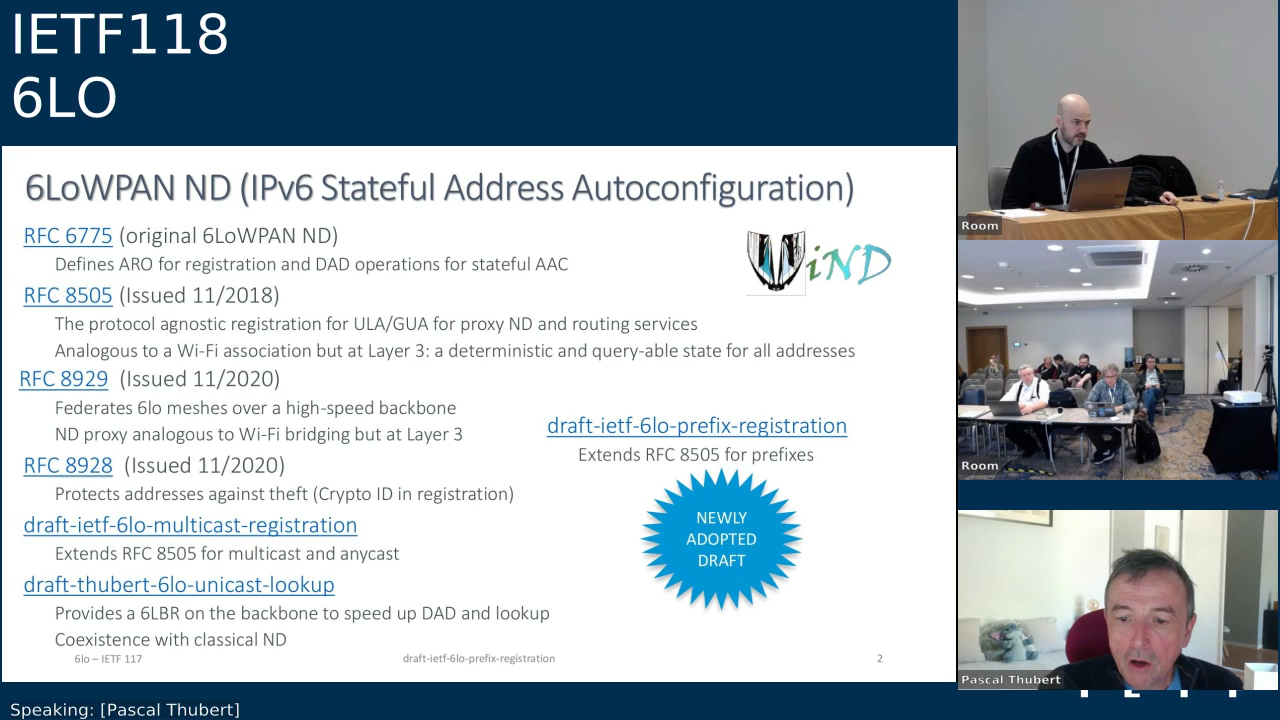 IETF118
6LO
6LoWPAN ND (IPv6 Stateful Address Autoconfiguration)
RFC 6775 (original 6LoWPAN ND)
Defines ARO for registration and DAD operations for stateful AAC
RFC 8505 (Issued 11/2018)
The protocol agnostic registration for ULA/GUA for proxy ND and routing services
Analogous to a Wi-Fi association but at Layer 3: a deterministic and query-able state for all addresses
RFC 8929 (Issued 11/2020)
Federates 6lo meshes over a high-speed backbone
ND proxy analogous to Wi-Fi bridging but at Layer 3
RFC 8928 (Issued 11/2020)
Protects addresses against theft (Crypto ID in registration)
draft-ietf-6lo-multicast-registration
Extends RFC 8505 for multicast and anycast
draft-thubert-6lo-unicast-lookup
Provides a 6LBR on the backbone to speed up DAD and lookup
Coexistence with classical ND
WiND
draft-ietf-6lo-prefix-registration
Extends RFC 8505 for prefixes
NEWLY
ADOPTED
DRAFT
6lo – IETF 117
draft-ietf-6lo-prefix-registration
2
Room
Room
Pascal Thubert
Speaking: [Pascal Thubert]